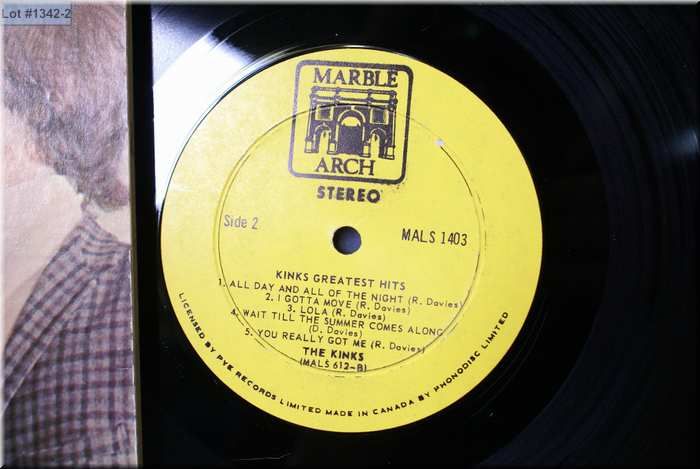 Lot #1342-2
MARBLE
ARCH
STEREO
Side 2
MALS 1403
KINKS GREATEST HITS
1. ALL DAY AND ALL OF THE NIGHT (R. Davies)
2. I GOTTA MOVE (R. Davies)
3. LOLA (R. Davies)
4. WAIT TILL THE SUMMER COMES ALONG
(D. Davies)
5. YOU REALLY GOT ME (R. Davies)
THE KINKS
(MALS 612-B)
LICENSED BY PYE RECORDS LIMITED MADE IN CANADA BY PHONODISC LIMITED